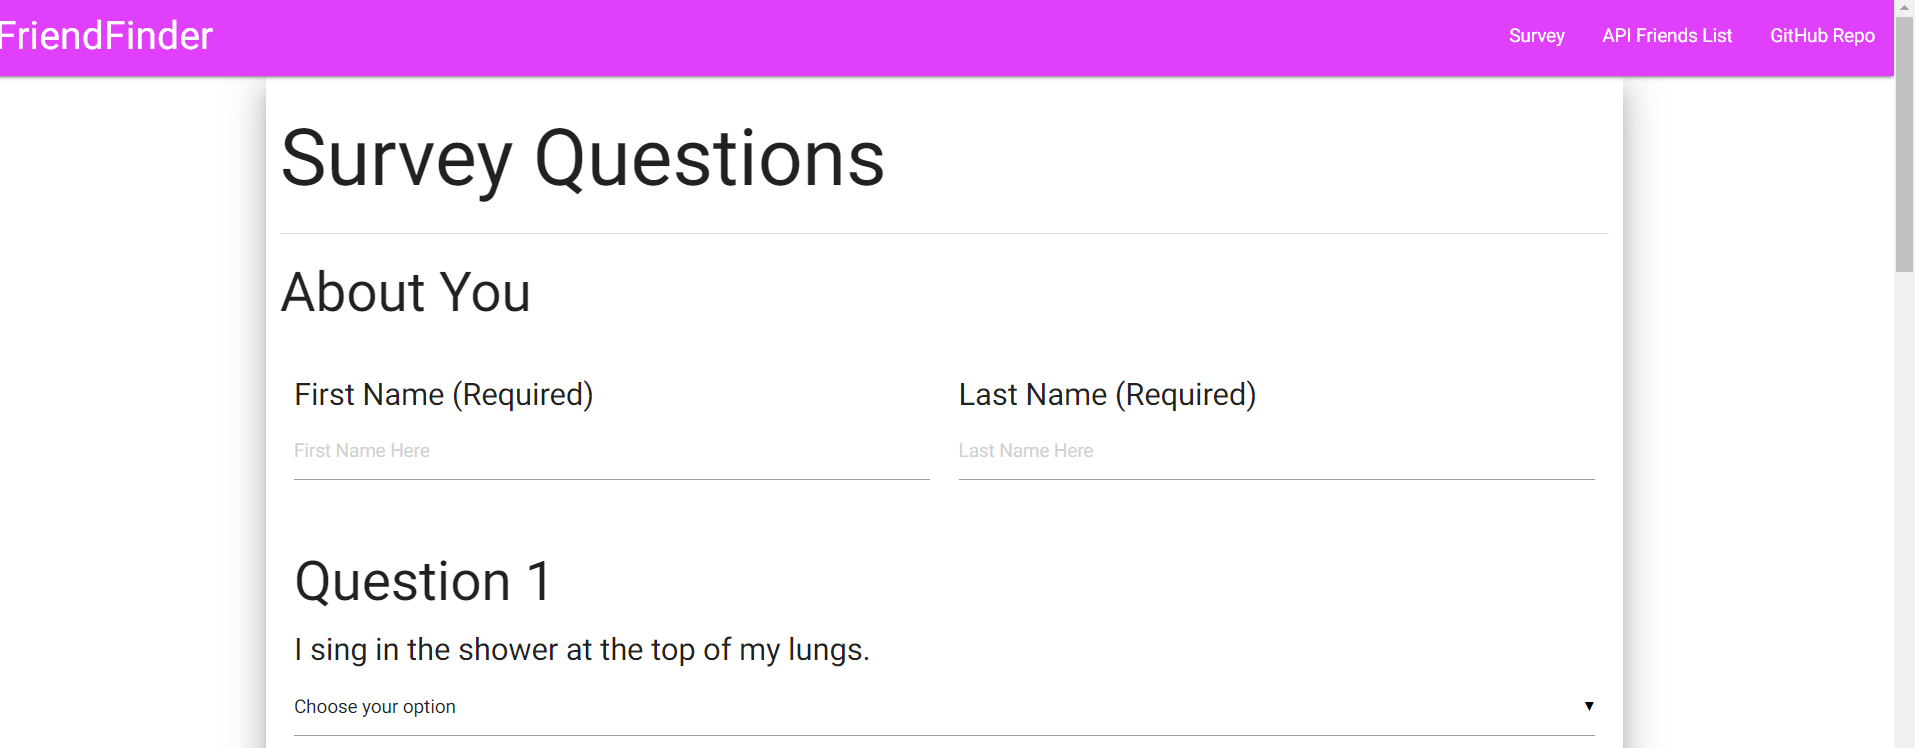 FriendFinder
Survey API Friends List GitHub Repo
Survey Questions
About You
First Name (Required) Last Name (Required)
First Name Here Last Name Here
Question 1
I sing in the shower at the top of my lungs.
Choose your option